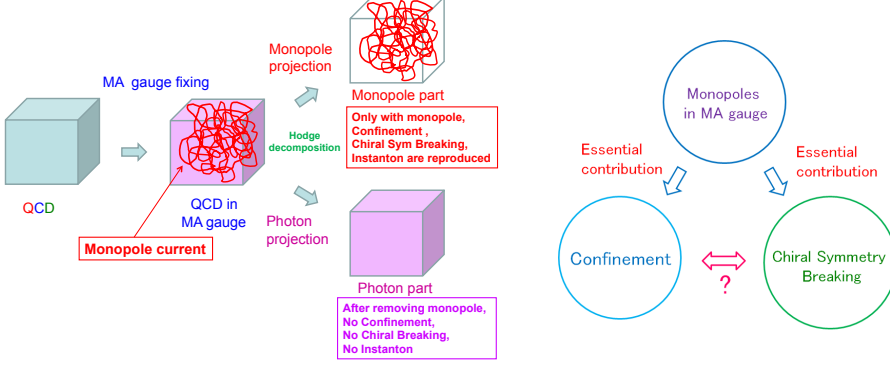 Monopole
projection
MA gauge fixing
Monopole part
Only with monopole,
Confinement ,
Chiral Sym Breaking,
Instanton are reproduced
Hodge
decomposition
QCD
QCD in
MA gauge
Monopole current
Photon
projection
Photon part
After removing monopole,
No Confinement,
No Chiral Breaking,
No Instanton
Monopoles
in MA gauge
Essential
contribution
Essential
contribution
Confinement
?
Chiral Symmetry
Breaking